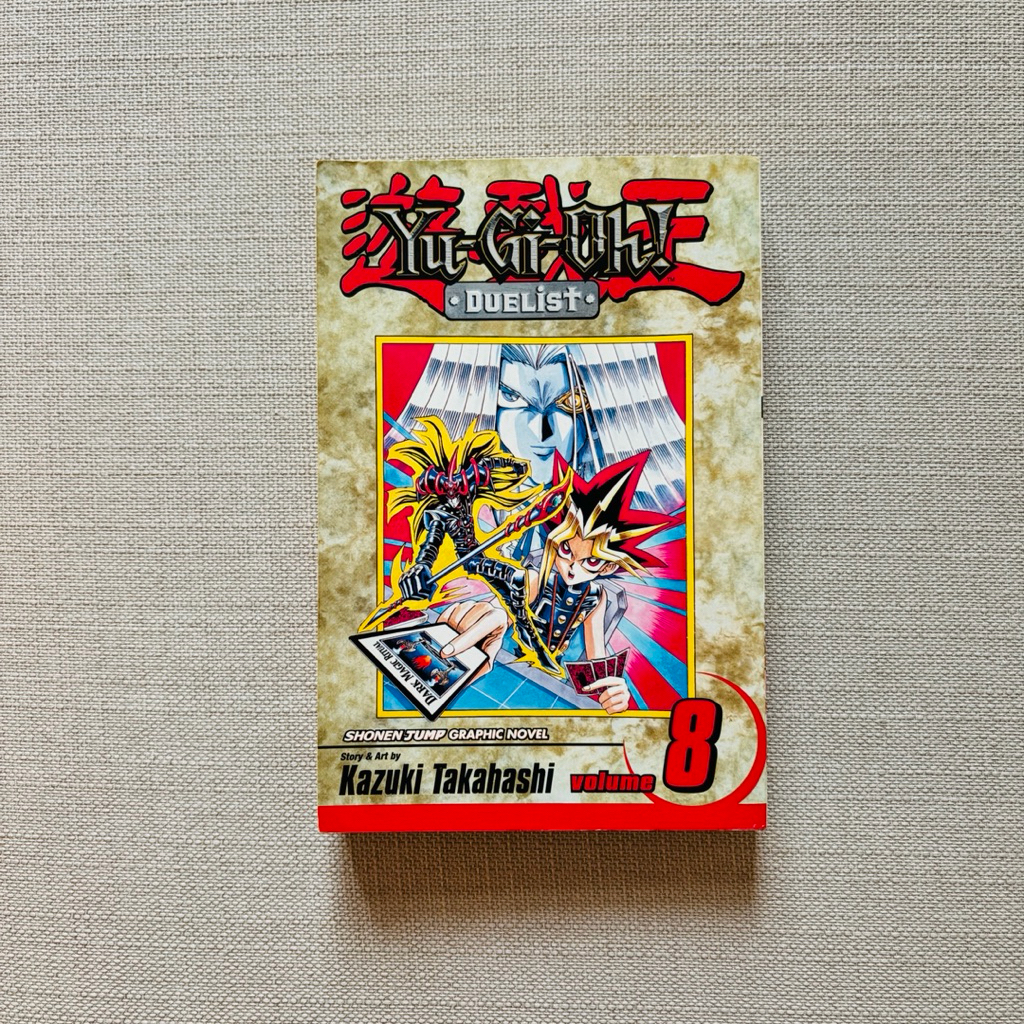 遊戯王
Yu-Gi-Oh!
DUELiST
DARK MAGIC RITUAL
SHONEN JUMP GRAPHIC NOVEL
Story & Art by
Kazuki Takahashi
volume 8